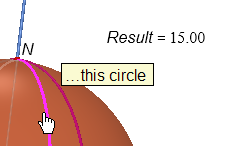 Result = 15.00
N
...this circle